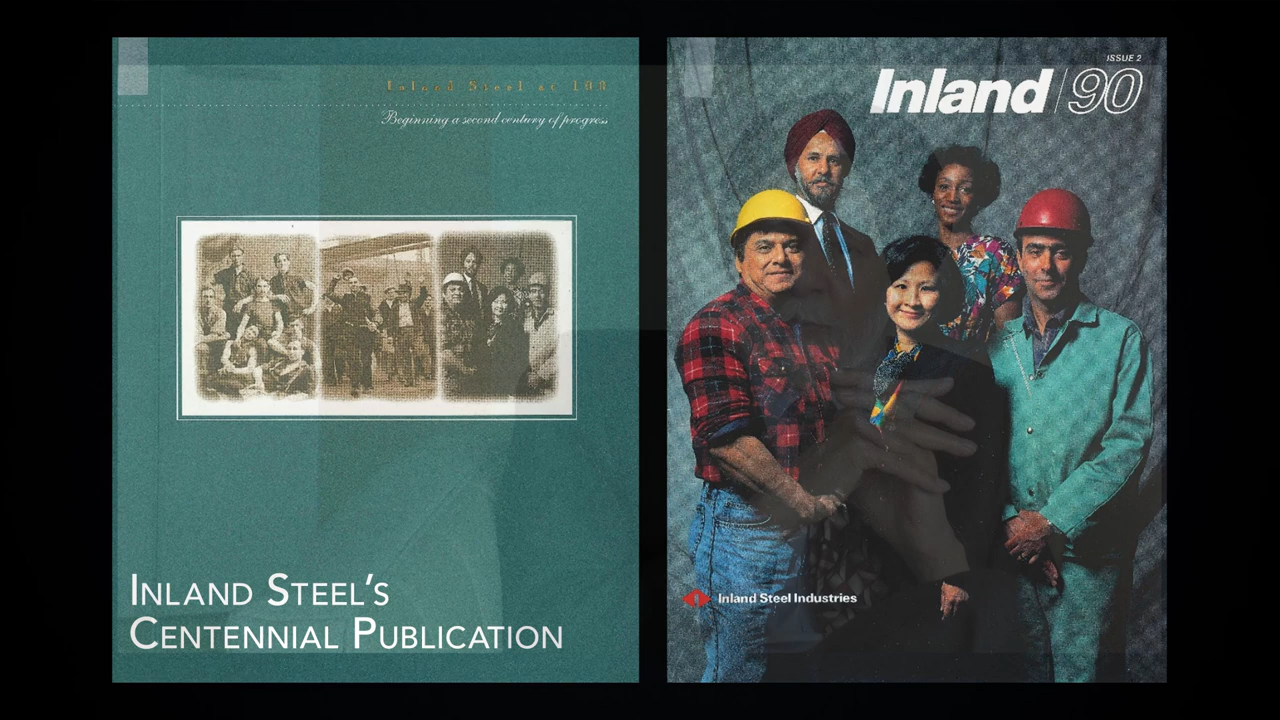 Inland Steel at 100
Beginning a second century of progress
INLAND STEEL'S
CENTENNIAL PUBLICATION
ISSUE 2
Inland 90
Inland Steel Industries